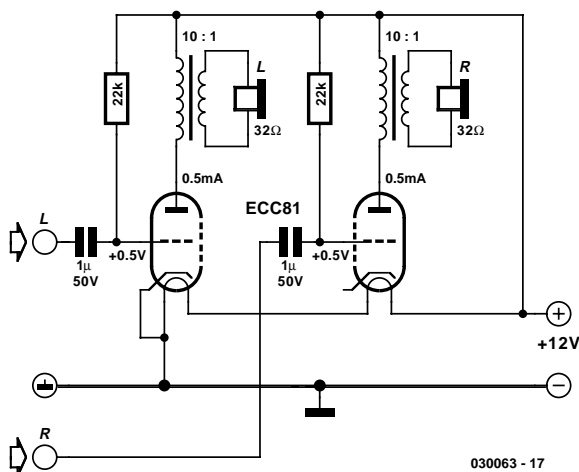 10 : 1
10 : 1
L
R
22k
22k
32Ω
32Ω
0.5mA
0.5mA
ECC81
L
+0.5V
+0.5V
1μ
50V
1μ
50V
+12V
R
030063 - 17